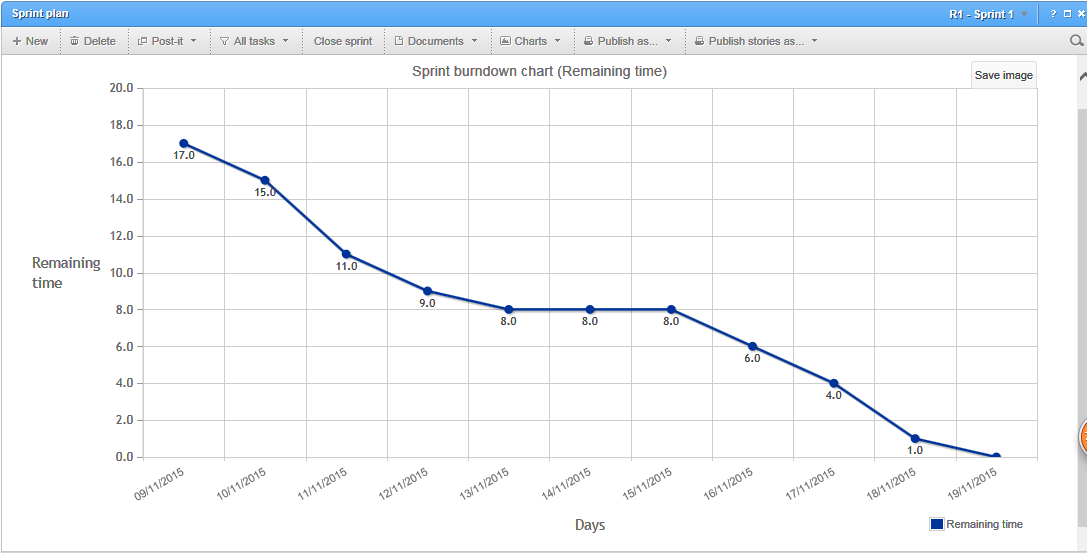 Sprint plan R1 - Sprint 1 ?
New Delete Post-it All tasks Close sprint Documents Charts Publish as... Publish stories as...
Sprint burndown chart (Remaining time)
Save image
20.0
18.0
16.0
14.0
12.0
10.0
8.0
6.0
4.0
2.0
0.0
Remaining
time
17.0
15.0
11.0
9.0
8.0
8.0
8.0
6.0
4.0
1.0
09/11/2015 10/11/2015 11/11/2015 12/11/2015 13/11/2015 14/11/2015 15/11/2015 16/11/2015 17/11/2015 18/11/2015 19/11/2015
Days
Remaining time